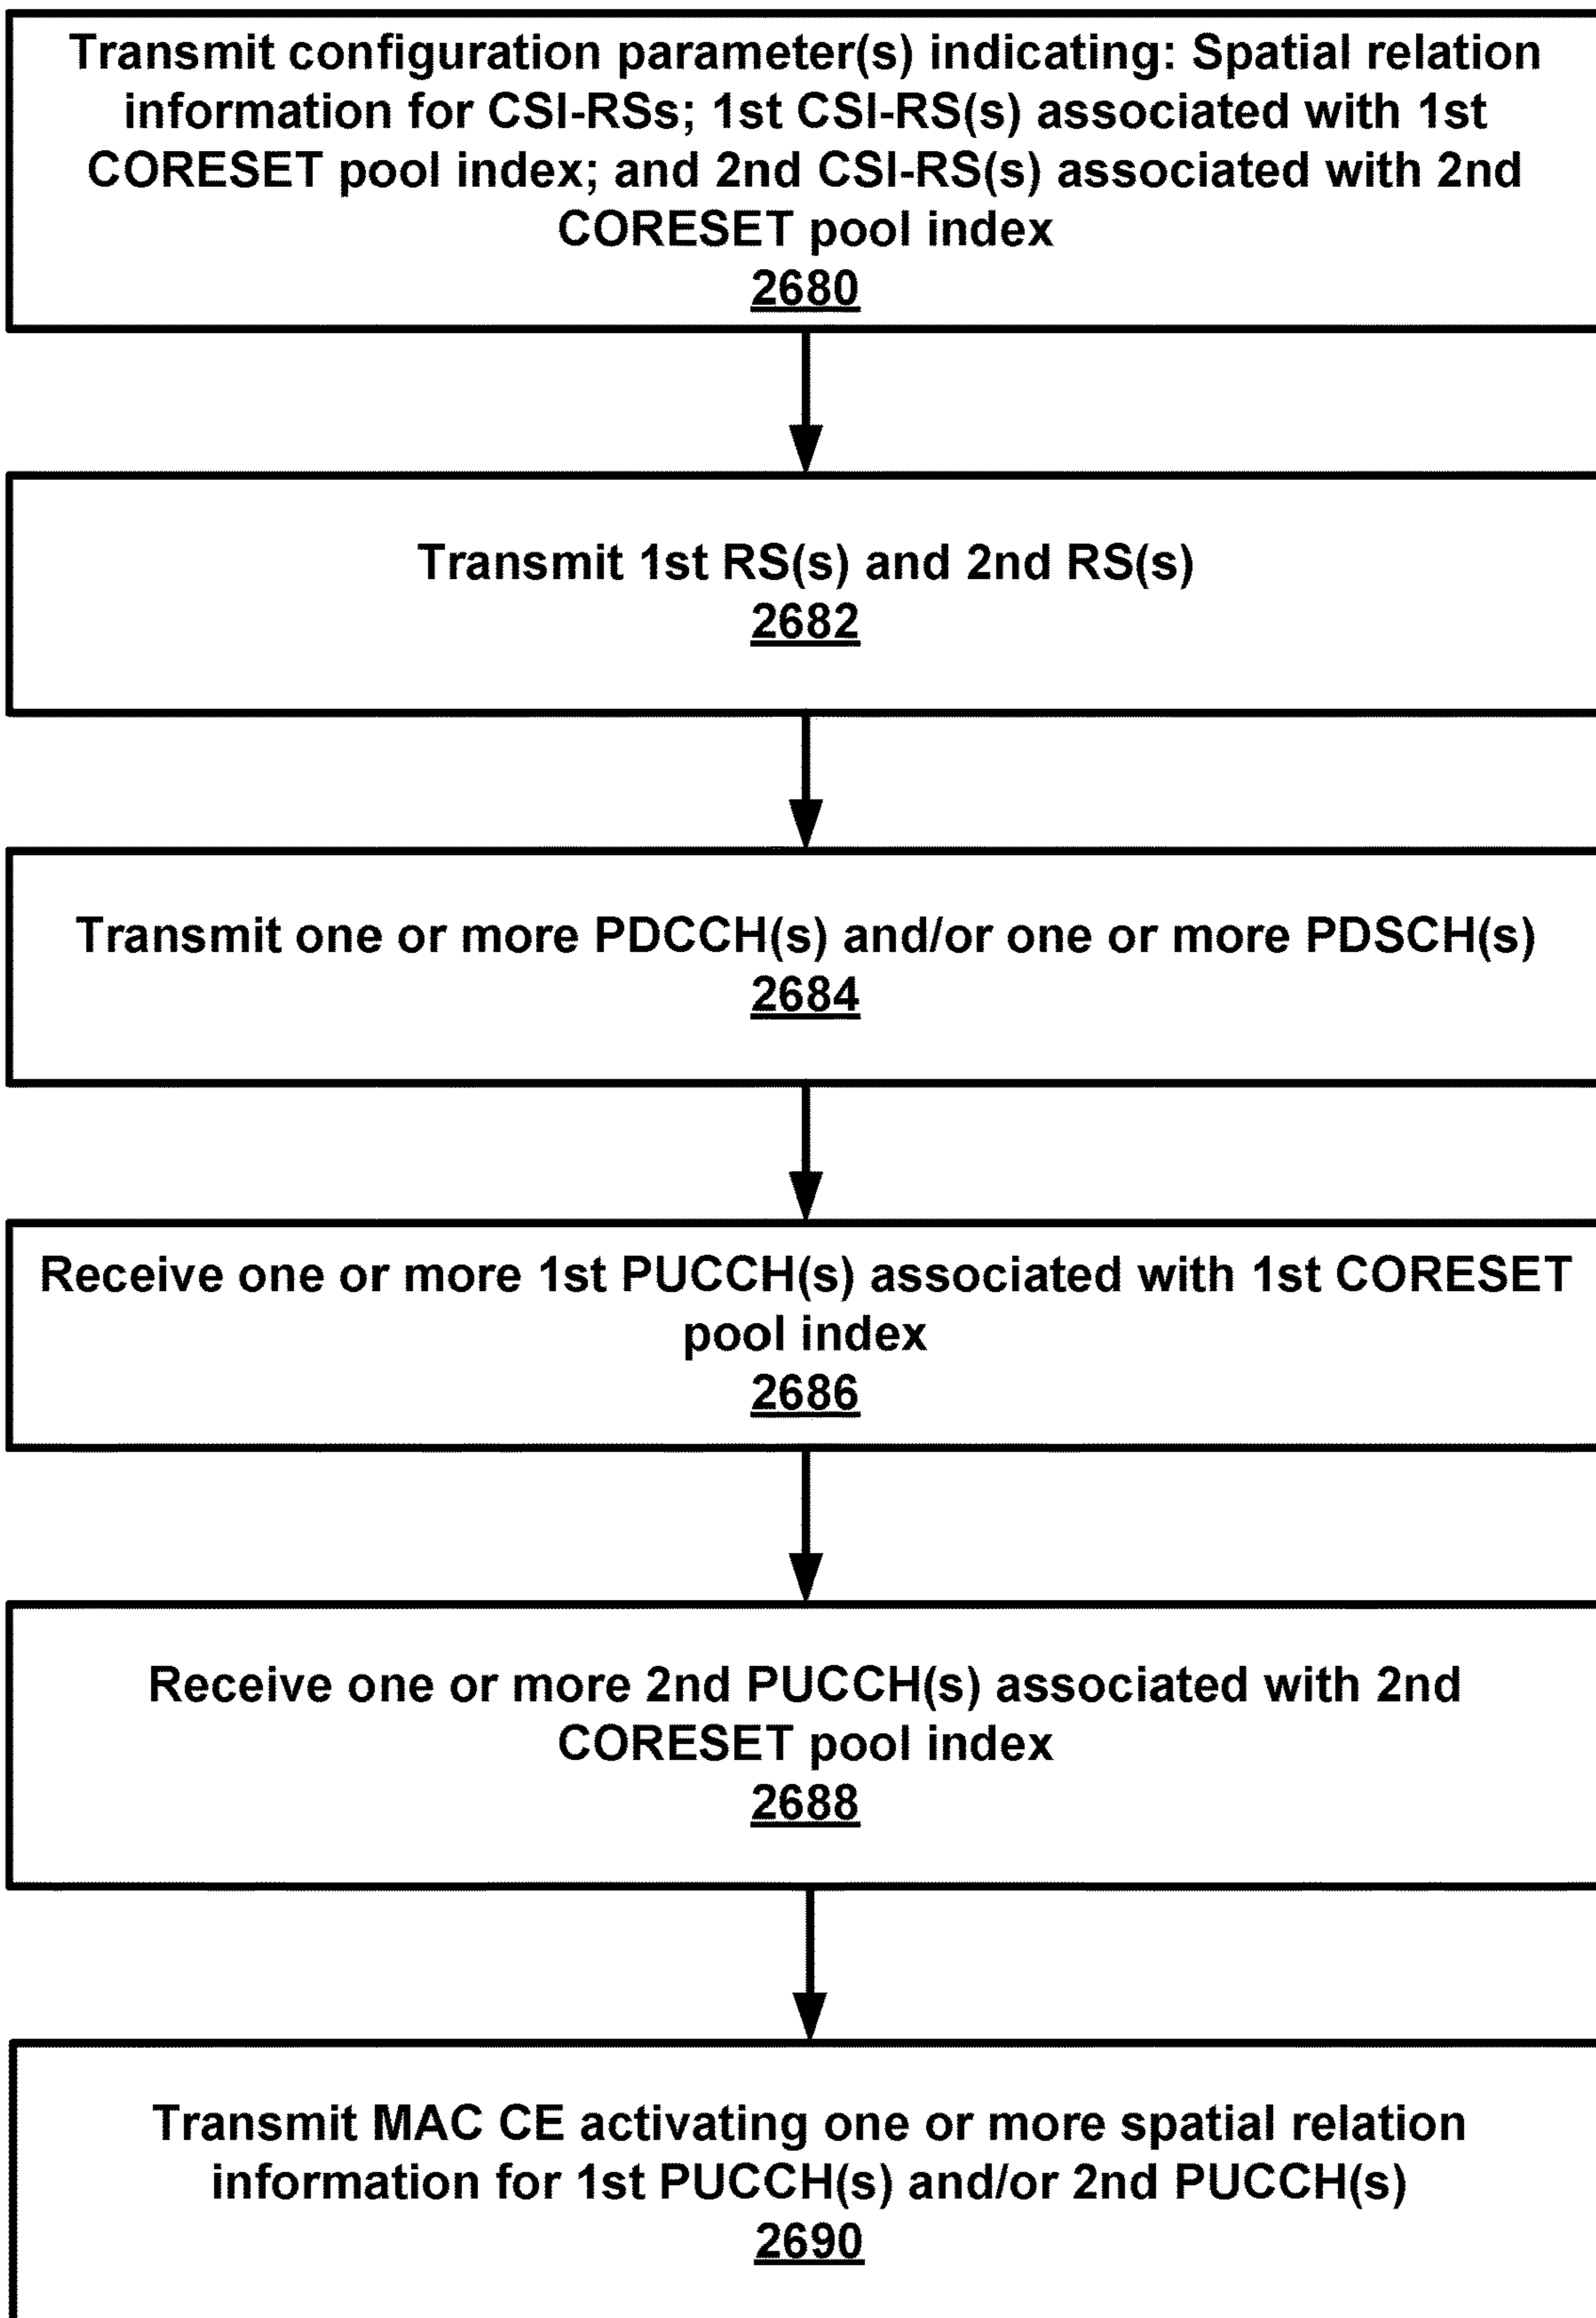 Transmit configuration parameter(s) indicating: Spatial relation
information for CSI-RSs; 1st CSI-RS(s) associated with 1st
CORESET pool index; and 2nd CSI-RS(s) associated with 2nd
CORESET pool index
2680
Transmit 1st RS(s) and 2nd RS(s)
2682
Transmit one or more PDCCH(s) and/or one or more PDSCH(s)
2684
Receive one or more 1st PUCCH(s) associated with 1st CORESET
pool index
2686
Receive one or more 2nd PUCCH(s) associated with 2nd
CORESET pool index
2688
Transmit MAC CE activating one or more spatial relation
information for 1st PUCCH(s) and/or 2nd PUCCH(s)
2690